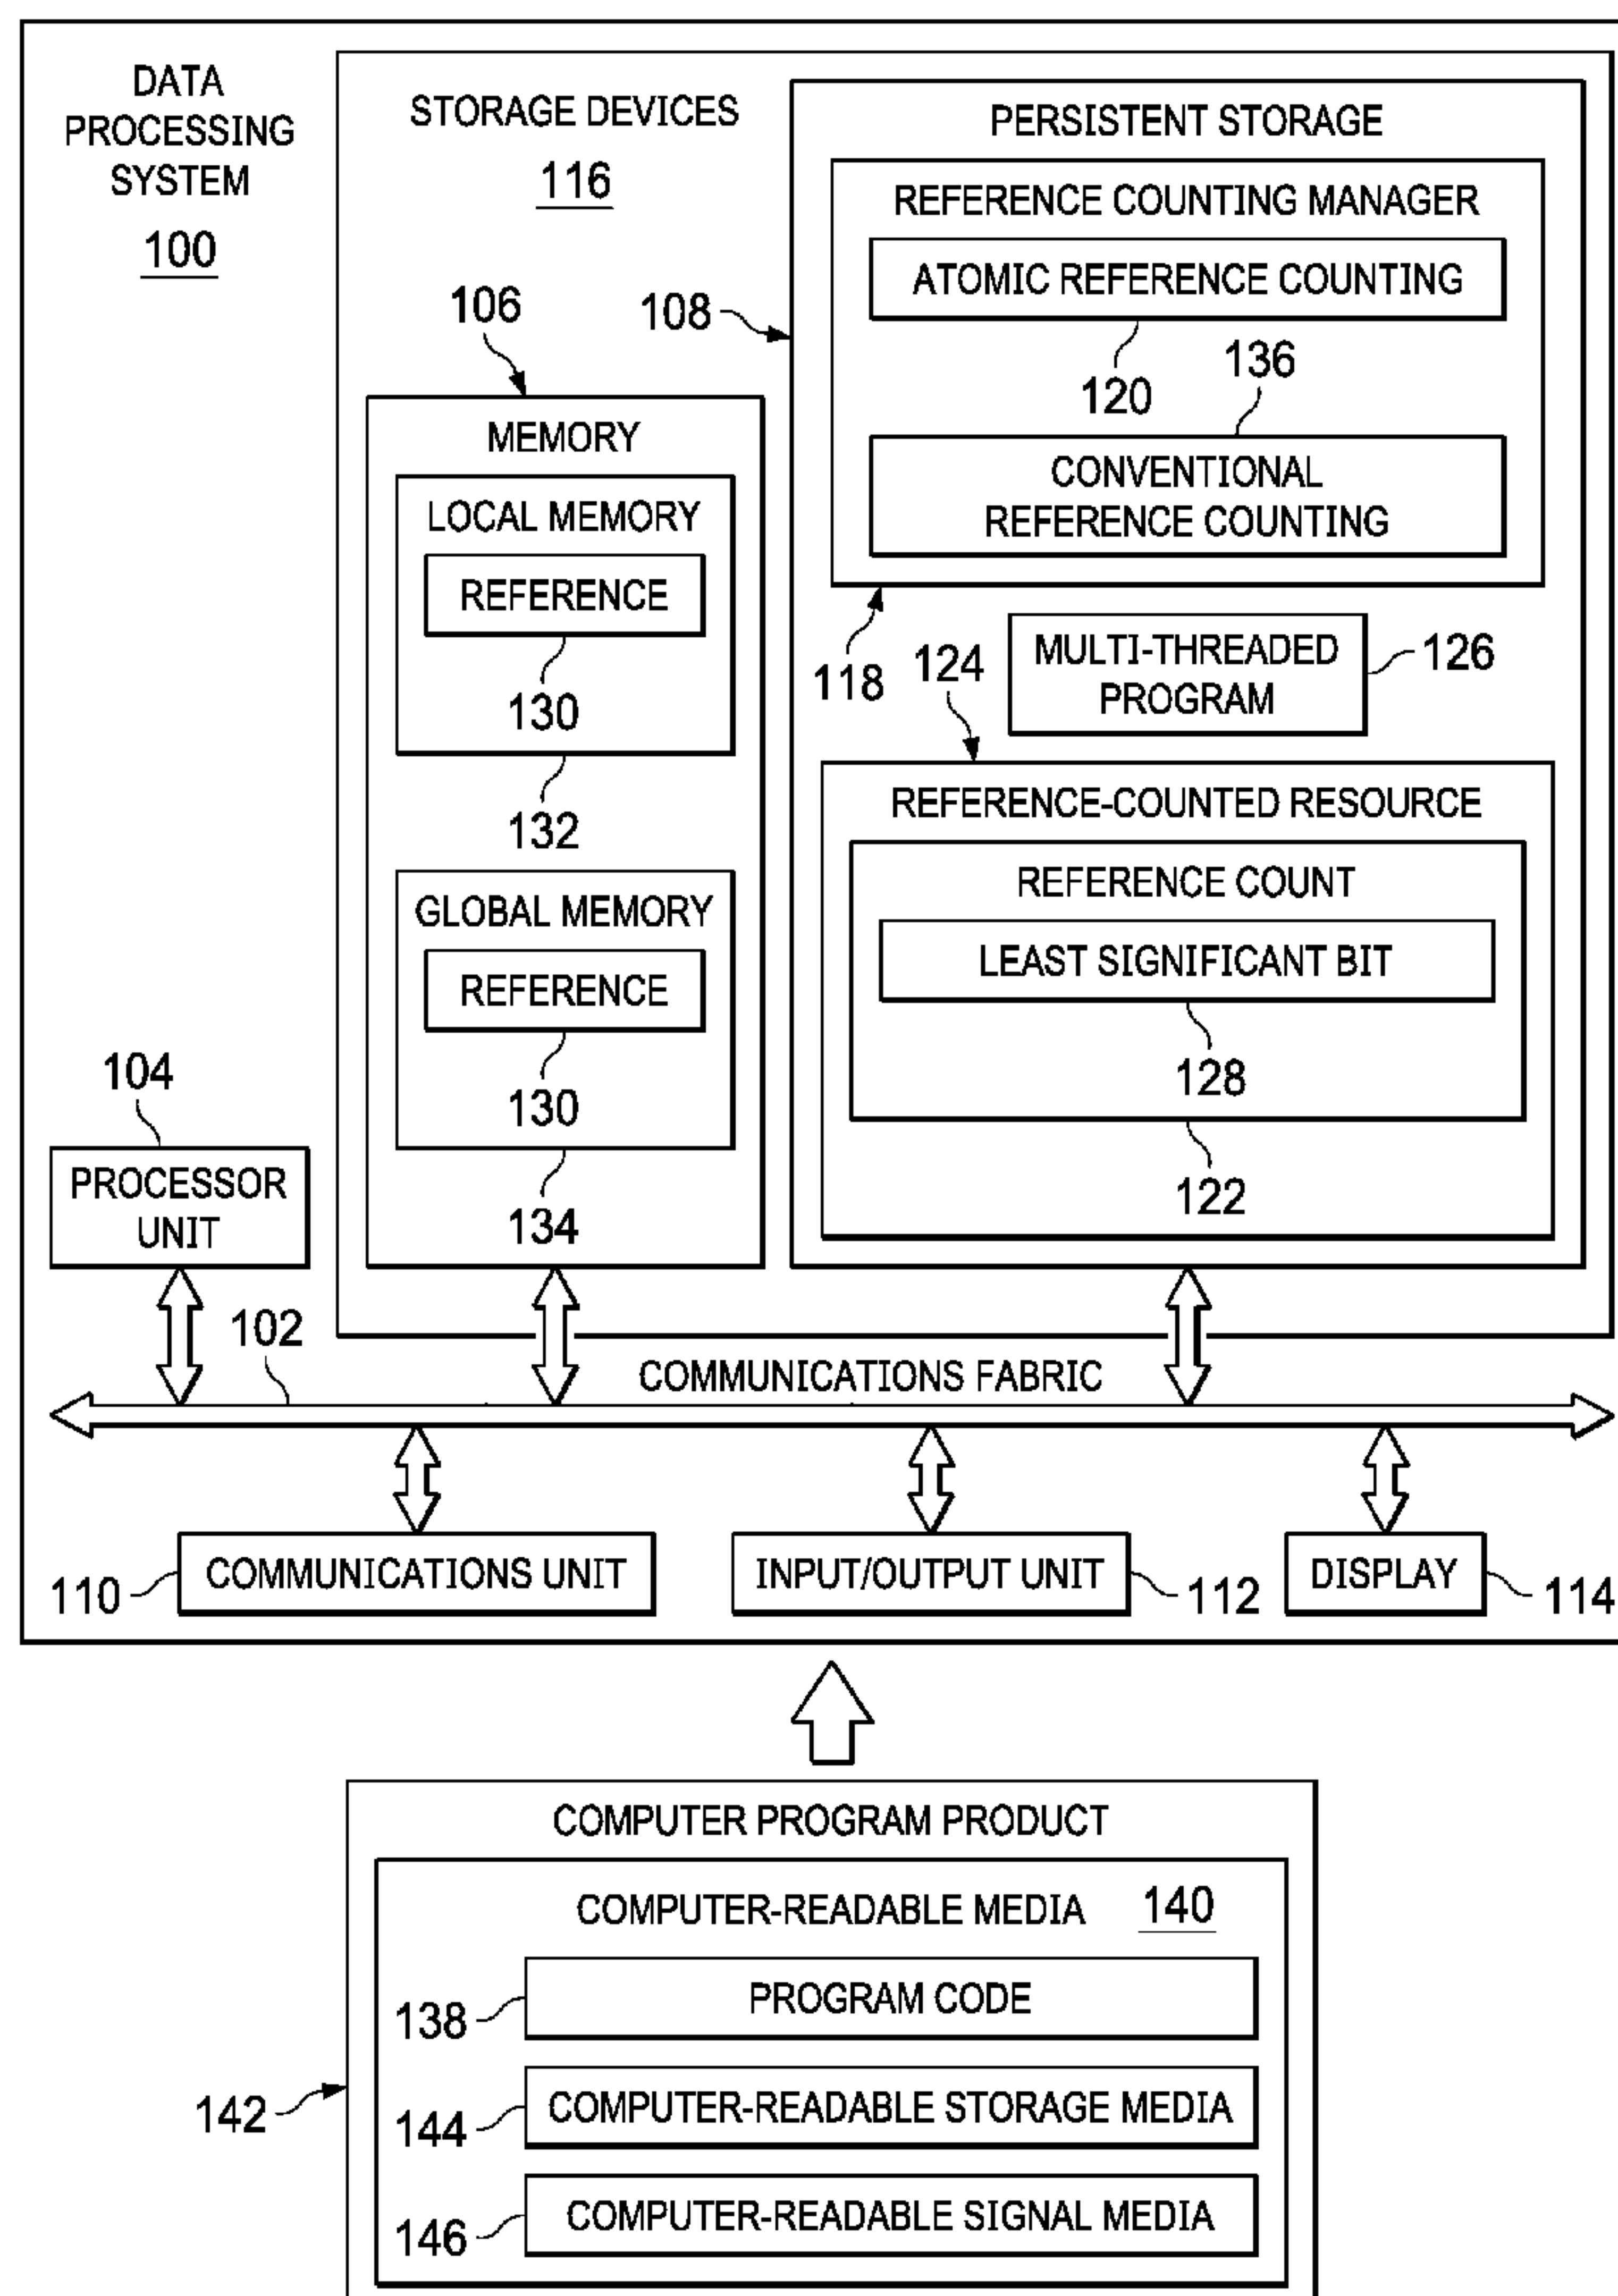 DATA
PROCESSING
SYSTEM
100
STORAGE DEVICES
116
106
108
PERSISTENT STORAGE
REFERENCE COUNTING MANAGER
ATOMIC REFERENCE COUNTING
120
136
CONVENTIONAL
REFERENCE COUNTING
118
MEMORY
LOCAL MEMORY
REFERENCE
130
132
GLOBAL MEMORY
REFERENCE
130
134
124
MULTI-THREADED
PROGRAM
126
REFERENCE-COUNTED RESOURCE
REFERENCE COUNT
LEAST SIGNIFICANT BIT
128
122
104
PROCESSOR
UNIT
102
COMMUNICATIONS FABRIC
110
COMMUNICATIONS UNIT
INPUT/OUTPUT UNIT
112
DISPLAY
114
COMPUTER PROGRAM PRODUCT
COMPUTER-READABLE MEDIA
140
138
PROGRAM CODE
142
144
COMPUTER-READABLE STORAGE MEDIA
146
COMPUTER-READABLE SIGNAL MEDIA